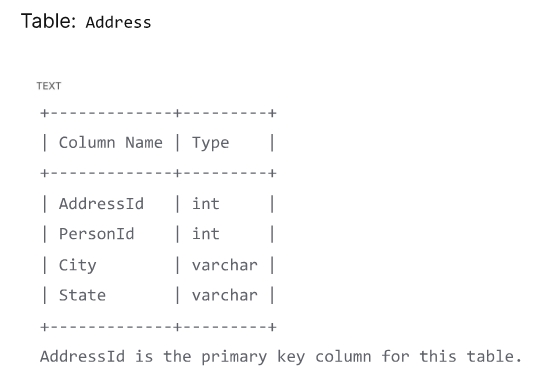 Table: Address
TEXT
+-------------+---------+
| Column Name | Type    |
+-------------+---------+
| AddressId   | int     |
| PersonId    | int     |
| City        | varchar |
| State       | varchar |
+-------------+---------+
AddressId is the primary key column for this table.